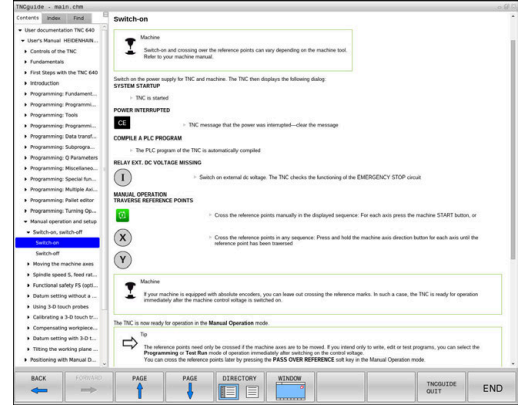 TNCguide - main.chm
Contents Index Find
User documentation TNC 640
User's Manual HEIDENHAIN...
Controls of the TNC
Fundamentals
First Steps with the TNC 640
Introduction
Programming: Fundament...
Programming: Programmi...
Programming: Tools
Programming: Programmi...
Programming: Data transf...
Programming: Subprogra...
Programming: Q Parameters
Programming: Miscellaneo...
Programming: Special fun...
Programming: Multiple Axi...
Programming: Pallet editor
Programming: Turning Op...
Manual operation and setup
Switch-on, switch-off
Switch-on
Switch-off
Moving the machine axes
Spindle speed S, feed rat...
Functional safety FS (opti...
Datum setting without a ...
Using 3-D touch probes
Calibrating a 3-D touch tr...
Compensating workpiece...
Datum setting with 3-D t...
Tilting the working plane ...
Positioning with Manual D...
Switch-on
Machine
Switch-on and crossing over the reference points can vary depending on the machine tool.
Refer to your machine manual.
Switch on the power supply for TNC and machine. The TNC then displays the following dialog:
SYSTEM STARTUP
TNC is started
POWER INTERRUPTED
CE
TNC message that the power was interrupted—clear the message
COMPILE A PLC PROGRAM
The PLC program of the TNC is automatically compiled
RELAY EXT. DC VOLTAGE MISSING
I
Switch on external dc voltage. The TNC checks the functioning of the EMERGENCY STOP circuit
MANUAL OPERATION
TRAVERSE REFERENCE POINTS
Cross the reference points manually in the displayed sequence: For each axis press the machine START button, or
X
Cross the reference points in any sequence: Press and hold the machine axis direction button for each axis until the
reference point has been traversed
Y
Machine
If your machine is equipped with absolute encoders, you can leave out crossing the reference marks. In such a case, the TNC is ready for operation
immediately after the machine control voltage is switched on.
The TNC is now ready for operation in the Manual Operation mode.
Tip
The reference points need only be crossed if the machine axes are to be moved. If you intend only to write, edit or test programs, you can select the
Programming or Test Run mode of operation immediately after switching on the control voltage.
You can cross the reference points later by pressing the PASS OVER REFERENCE soft key in the Manual Operation mode.
BACK
FORWARD
PAGE
PAGE
DIRECTORY
WINDOW
TNCGUIDE
QUIT
END